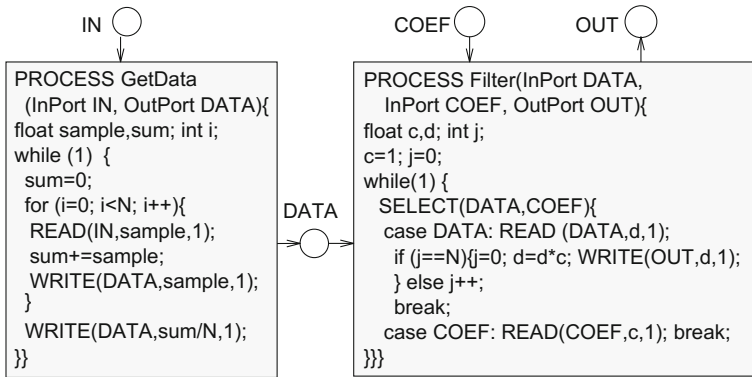 IN
COEF
OUT
PROCESS GetData
(InPort IN, OutPort DATA){
float sample,sum; int i;
while (1) {
sum=0;
for (i=0; i<N; i++){
READ(IN,sample,1);
sum+=sample;
WRITE(DATA,sample,1);
}
WRITE(DATA,sum/N,1);
}}
DATA
PROCESS Filter(InPort DATA,
InPort COEF, OutPort OUT){
float c,d; int j;
c=1; j=0;
while(1) {
SELECT(DATA,COEF){
case DATA: READ (DATA,d,1);
if (j==N){j=0; d=d*c; WRITE(OUT,d,1);
} else j++;
break;
case COEF: READ(COEF,c,1); break;
}}}